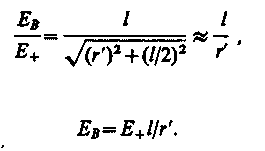 E_B/E_+ = l/√((r′)²+(l/2)²) ≈ l/r′ ,
E_B = E_+ l/r′.